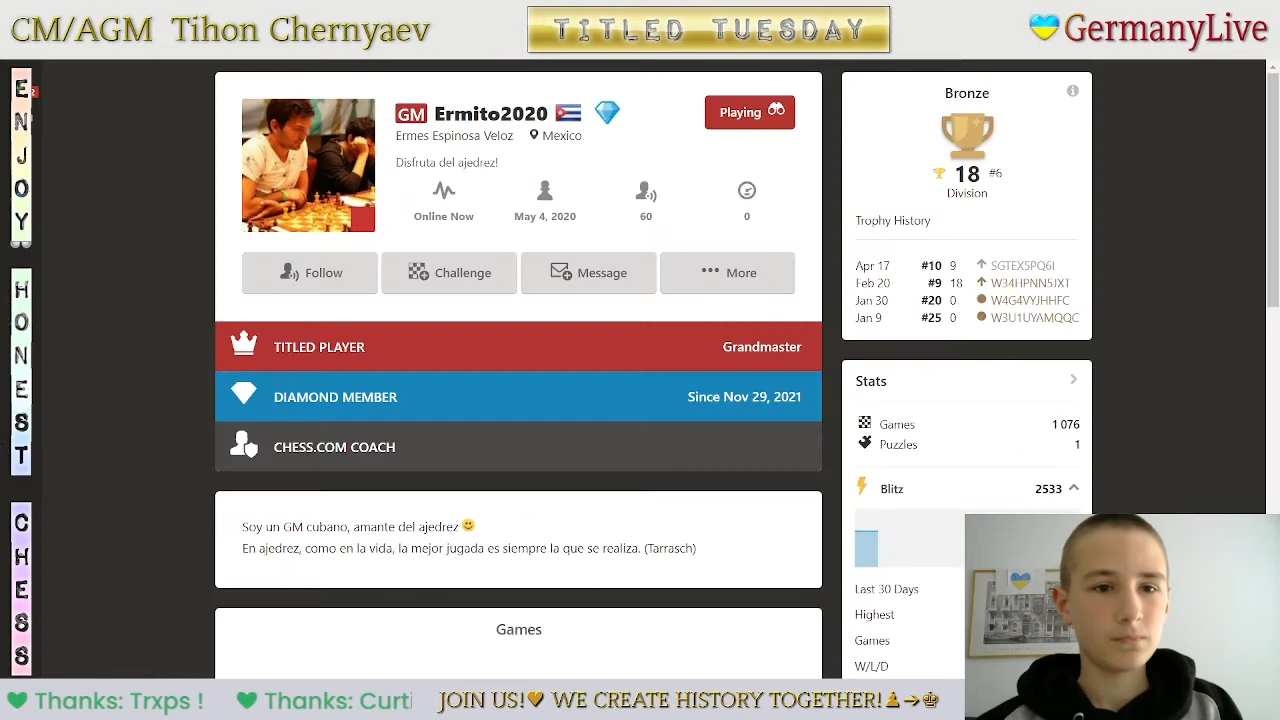 CM/AGM Tihon Chernyaev
TITLED TUESDAY
GermanyLive
ENJOY!!
HONEST
CHESS
GM Ermito2020
Ermes Espinosa Veloz Mexico
Disfruta del ajedrez!
Playing
Online Now May 4, 2020 60 0
Follow Challenge Message ••• More
TITLED PLAYER Grandmaster
DIAMOND MEMBER Since Nov 29, 2021
CHESS.COM COACH
Soy un GM cubano, amante del ajedrez
En ajedrez, como en la vida, la mejor jugada es siempre la que se realiza. (Tarrasch)
Games
Bronze
18 #6
Division
Trophy History
Apr 17 #10 9 SGTEX5PQ6I
Feb 20 #9 18 W34HPNN5JXT
Jan 30 #20 0 W4G4VYJHHFC
Jan 9 #25 0 W3U1UYAMQQC
Stats
Games 1 076
Puzzles 1
Blitz 2533
Last 30 Days
Highest
Games
W/L/D
Thanks: Trxps ! Thanks: Curti
JOIN US! WE CREATE HISTORY TOGETHER!